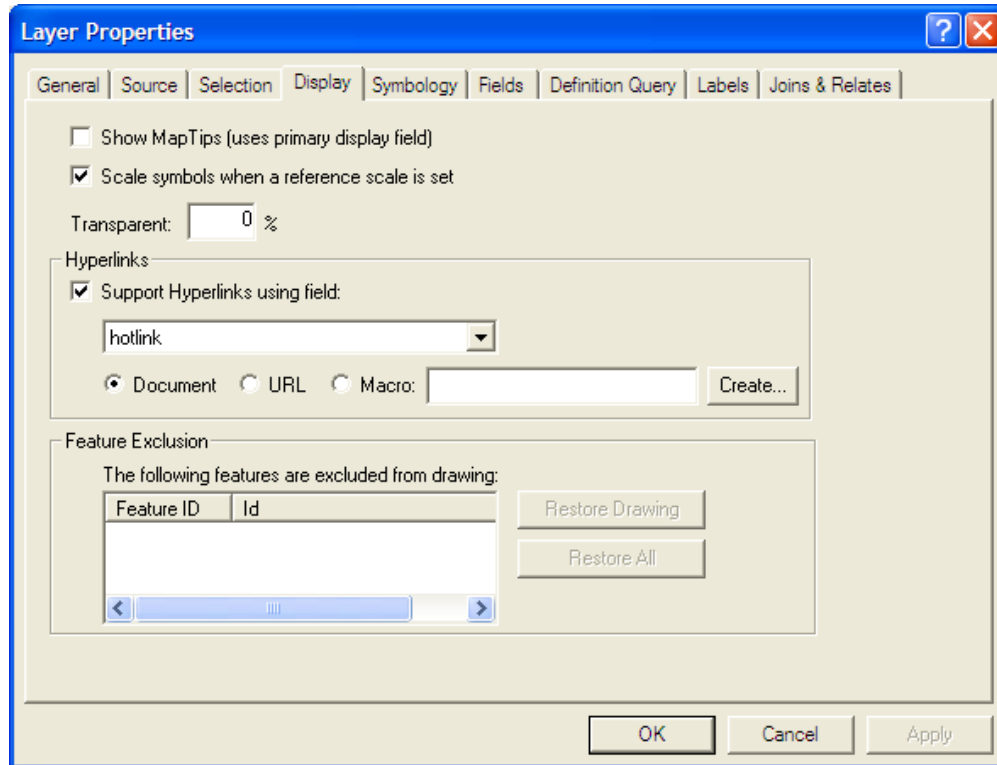 Layer Properties
General Source Selection Display Symbology Fields Definition Query Labels Joins & Relates
Show MapTips (uses primary display field)
Scale symbols when a reference scale is set
Transparent: 0 %
Hyperlinks
Support Hyperlinks using field:
hotlink
Document URL Macro: Create...
Feature Exclusion
The following features are excluded from drawing:
Feature ID Id
Restore Drawing
Restore All
OK Cancel Apply